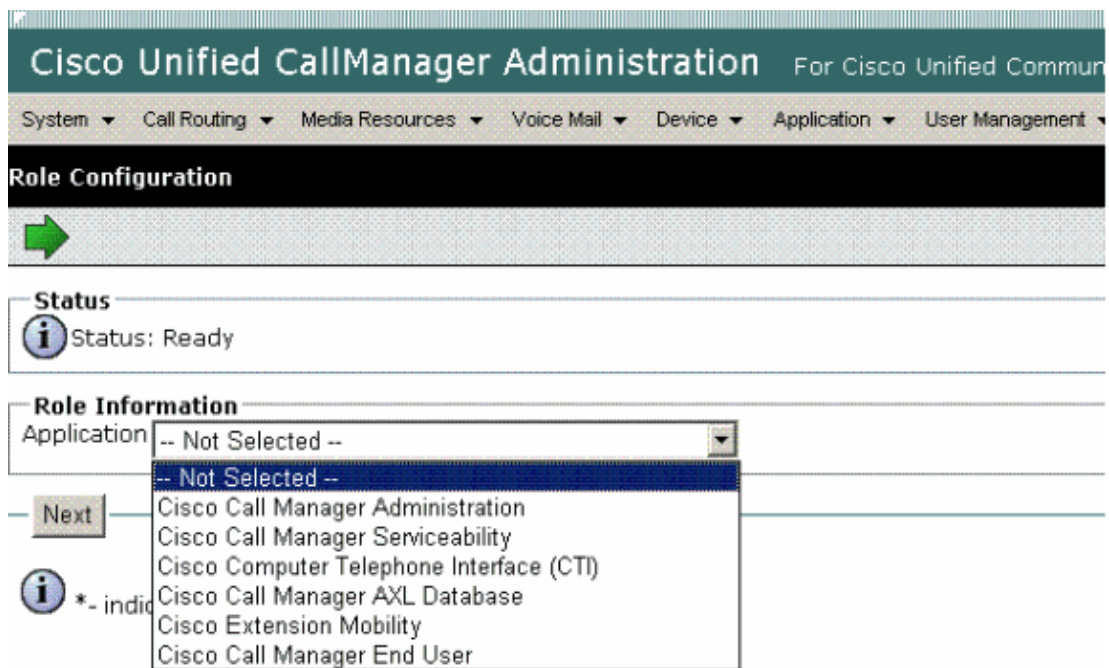 Cisco Unified CallManager Administration For Cisco Unified Commun
System Call Routing Media Resources Voice Mail Device Application User Management
Role Configuration
Status
Status: Ready
Role Information
Application -- Not Selected --
-- Not Selected --
Cisco Call Manager Administration
Next
Cisco Call Manager Serviceability
Cisco Computer Telephone Interface (CTI)
*- indic
Cisco Call Manager AXL Database
Cisco Extension Mobility
Cisco Call Manager End User